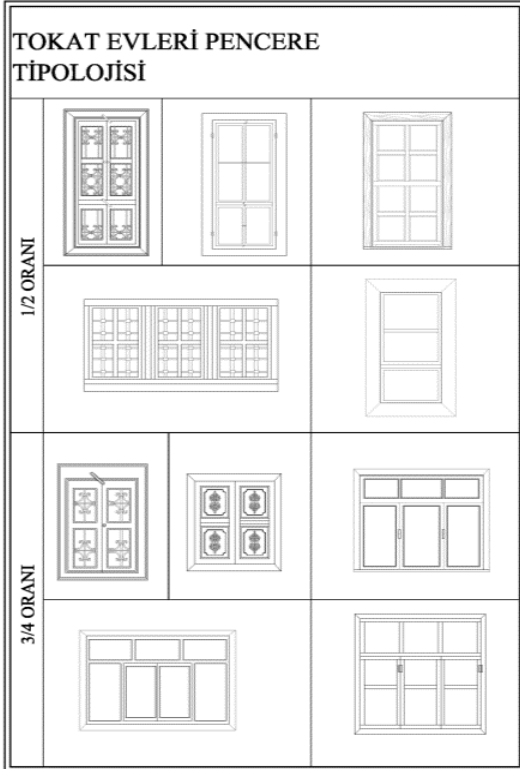 TOKAT EVLERİ PENCERE
TİPOLOJİSİ
1/2 ORANI
3/4 ORANI